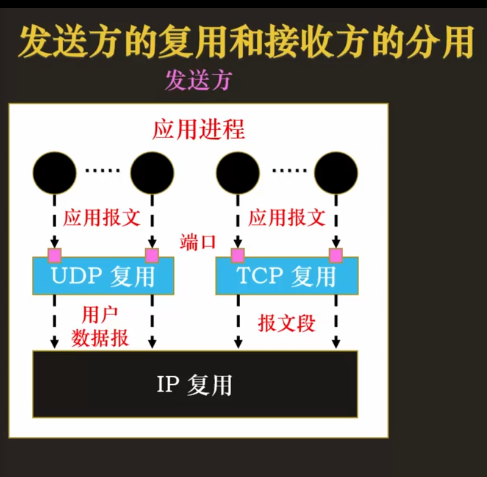 发送方的复用和接收方的分用
发送方
应用进程
应用报文
应用报文
端口
UDP 复用
TCP 复用
用户
数据报
报文段
IP 复用